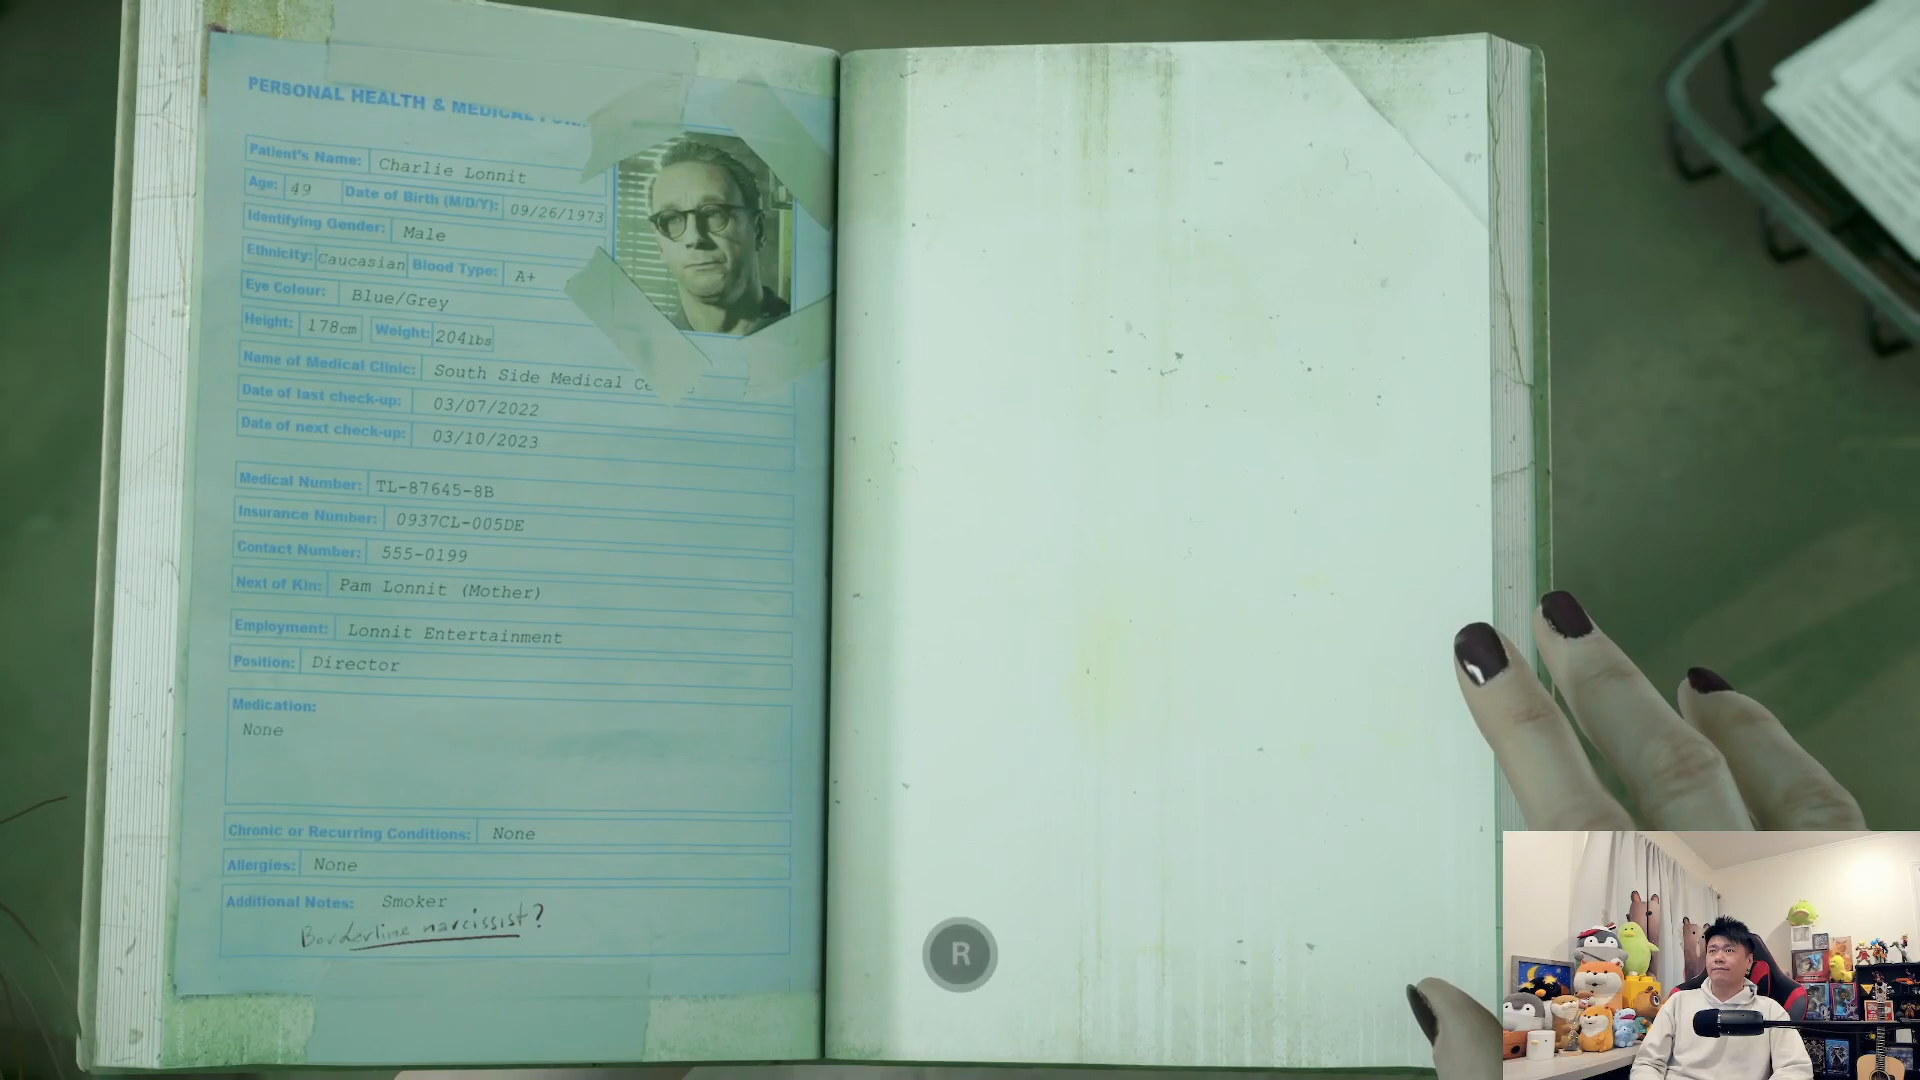 PERSONAL HEALTH & MEDICAL
Patient's Name: Charlie Lonnit
Age: 49 Date of Birth (M/D/Y): 09/26/1973
Identifying Gender: Male
Ethnicity: Caucasian Blood Type: A+
Eye Colour: Blue/Grey
Height: 178cm Weight: 204lbs
Name of Medical Clinic: South Side Medical
Date of last check-up: 03/07/2022
Date of next check-up: 03/10/2023
Medical Number: TL-87645-8B
Insurance Number: 0937CL-005DE
Contact Number: 555-0199
Next of Kin: Pam Lonnit (Mother)
Employment: Lonnit Entertainment
Position: Director
Medication:
None
Chronic or Recurring Conditions: None
Allergies: None
Additional Notes: Smoker
Borderline narcissist?
R